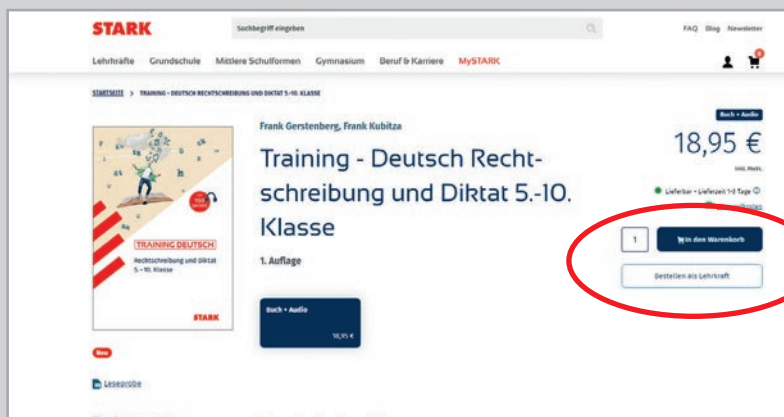 STARK
Suchbegriff eingeben
FAQ Blog Newsletter
Lehrkräfte Grundschule Mittlere Schulformen Gymnasium Beruf & Karriere MySTARK
0
STARTSEITE > TRAINING - DEUTSCH RECHTSCHREIBUNG UND DIKTAT 5.-10. KLASSE
Buch + Audio
18,95 €
inkl. MwSt.
Lieferbar • Lieferzeit 1-3 Tage
1
In den Warenkorb
Bestellen als Lehrkraft
Frank Gerstenberg, Frank Kubitza
Training - Deutsch Recht-
schreibung und Diktat 5.-10.
Klasse
1. Auflage
Buch + Audio
18,95 €
TRAINING DEUTSCH
Rechtschreibung und Diktat
5.-10. Klasse
STARK
Neu
Leseprobe